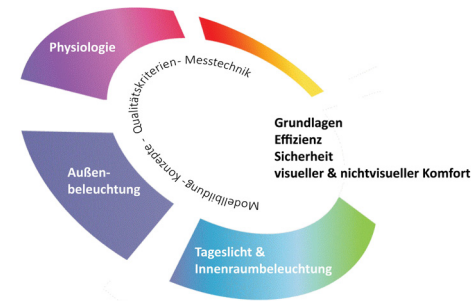 Physiologie
Modellbildung-Konzepte - Qualitätskriterien- Messtechnik
Grundlagen
Effizienz
Sicherheit
visueller & nichtvisueller Komfort
Außen-
beleuchtung
Tageslicht &
Innenraumbeleuchtung